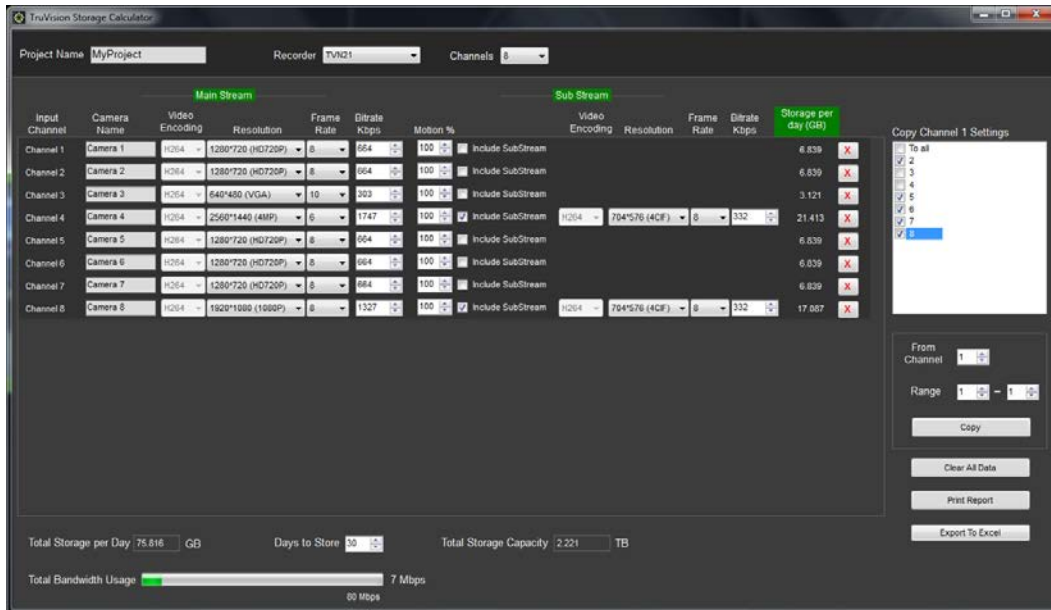 TruVision Storage Calculator
Project Name MyProject Recorder TVN21 Channels 8
Main Stream Sub Stream
Input Channel Camera Name Video Encoding Resolution Frame Rate Bitrate Kbps Motion % Video Encoding Resolution Frame Rate Bitrate Kbps Storage per day (GB)
Channel 1 Camera 1 H264 1280*720 (HD720P) 8 664 100 Include SubStream 6.839 X
Channel 2 Camera 2 H264 1280*720 (HD720P) 8 664 100 Include SubStream 6.839 X
Channel 3 Camera 3 H264 640*480 (VGA) 10 303 100 Include SubStream 3.121 X
Channel 4 Camera 4 H264 2560*1440 (4MP) 6 1747 100 Include SubStream H264 704*576 (4CIF) 8 332 21.413 X
Channel 5 Camera 5 H264 1280*720 (HD720P) 8 664 100 Include SubStream 6.839 X
Channel 6 Camera 6 H264 1280*720 (HD720P) 8 664 100 Include SubStream 6.839 X
Channel 7 Camera 7 H264 1280*720 (HD720P) 8 664 100 Include SubStream 6.839 X
Channel 8 Camera 8 H264 1920*1080 (1080P) 8 1327 100 Include SubStream H264 704*576 (4CIF) 8 332 17.087 X
Copy Channel 1 Settings
To all
2
3
4
5
6
7
8
From Channel 1
Range 1 - 1
Copy
Clear All Data
Print Report
Export To Excel
Total Storage per Day 75.816 GB Days to Store 30 Total Storage Capacity 2.221 TB
Total Bandwidth Usage 7 Mbps
80 Mbps